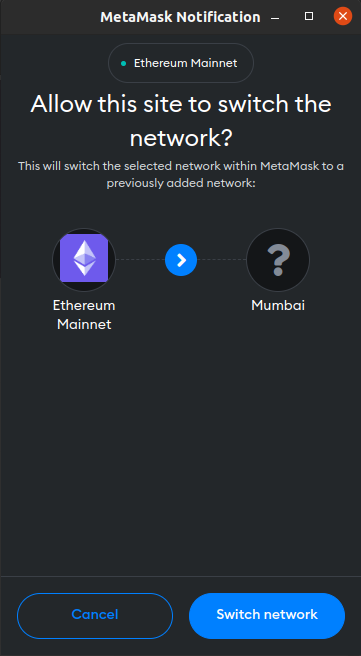 MetaMask Notification
Ethereum Mainnet
Allow this site to switch the
network?
This will switch the selected network within MetaMask to a
previously added network:
?
Ethereum
Mainnet
Mumbai
Cancel
Switch network